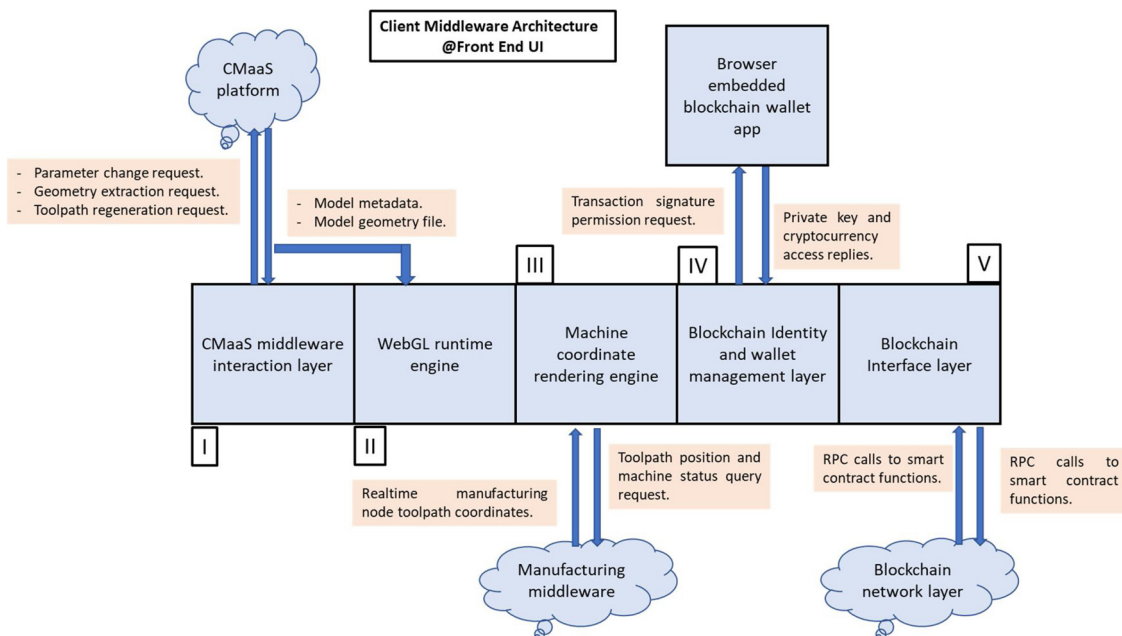 Client Middleware Architecture
@Front End UI
CMaaS
platform
Browser
embedded
blockchain wallet
app
- Parameter change request.
- Geometry extraction request.
- Toolpath regeneration request.
- Model metadata.
- Model geometry file.
Transaction signature
permission request.
Private key and
cryptocurrency
access replies.
III
IV
V
CMaaS middleware
interaction layer
WebGL runtime
engine
Machine
coordinate
rendering engine
Blockchain Identity
and wallet
management layer
Blockchain
Interface layer
I
II
Realtime manufacturing
node toolpath coordinates.
Toolpath position and
machine status query
request.
RPC calls to smart
contract functions.
RPC calls to
smart contract
functions.
Manufacturing
middleware
Blockchain
network layer